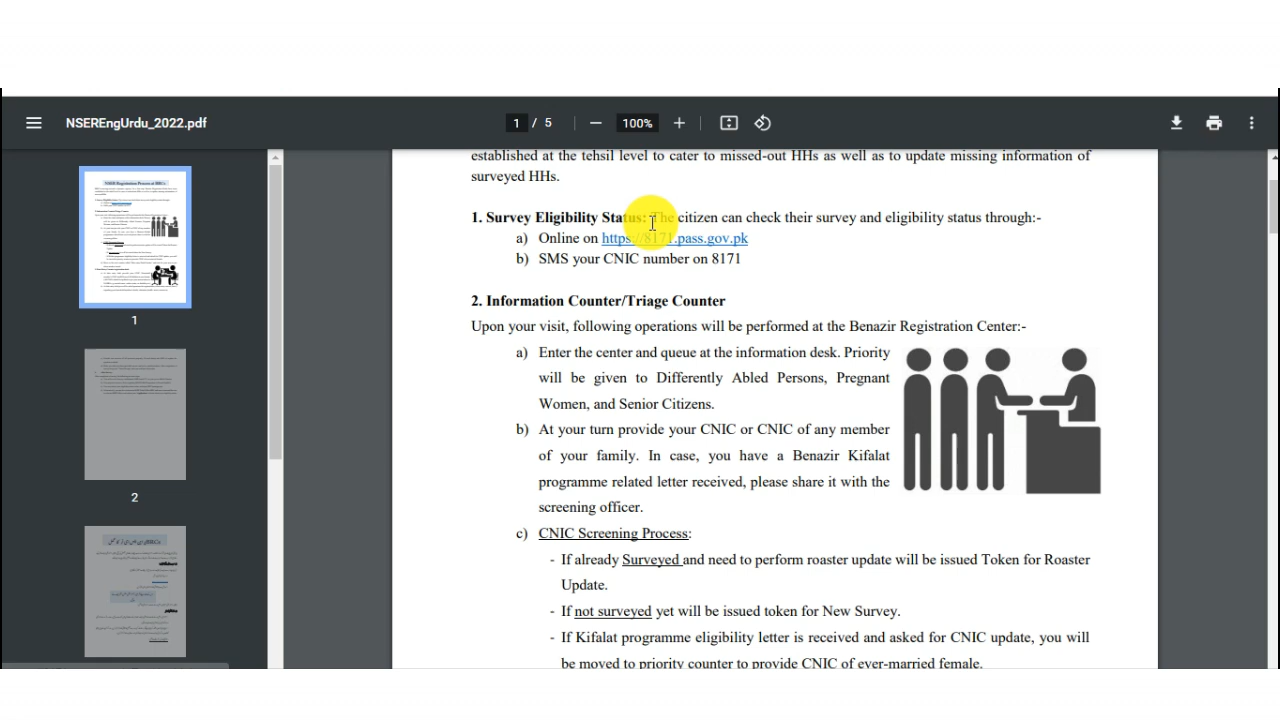 NSEREngUrdu_2022.pdf
1 / 5
100%
established at the tehsil level to cater to missed-out HHs as well as to update missing information of
surveyed HHs.
1. Survey Eligibility Status: The citizen can check their survey and eligibility status through:-
a) Online on https://8171.pass.gov.pk
b) SMS your CNIC number on 8171
2. Information Counter/Triage Counter
Upon your visit, following operations will be performed at the Benazir Registration Center:-
a) Enter the center and queue at the information desk. Priority
will be given to Differently Abled Persons, Pregnant
Women, and Senior Citizens.
b) At your turn provide your CNIC or CNIC of any member
of your family. In case, you have a Benazir Kifalat
programme related letter received, please share it with the
screening officer.
c) CNIC Screening Process:
- If already Surveyed and need to perform roaster update will be issued Token for Roaster
Update.
- If not surveyed yet will be issued token for New Survey.
- If Kifalat programme eligibility letter is received and asked for CNIC update, you will
be moved to priority counter to provide CNIC of ever-married female.
1
2